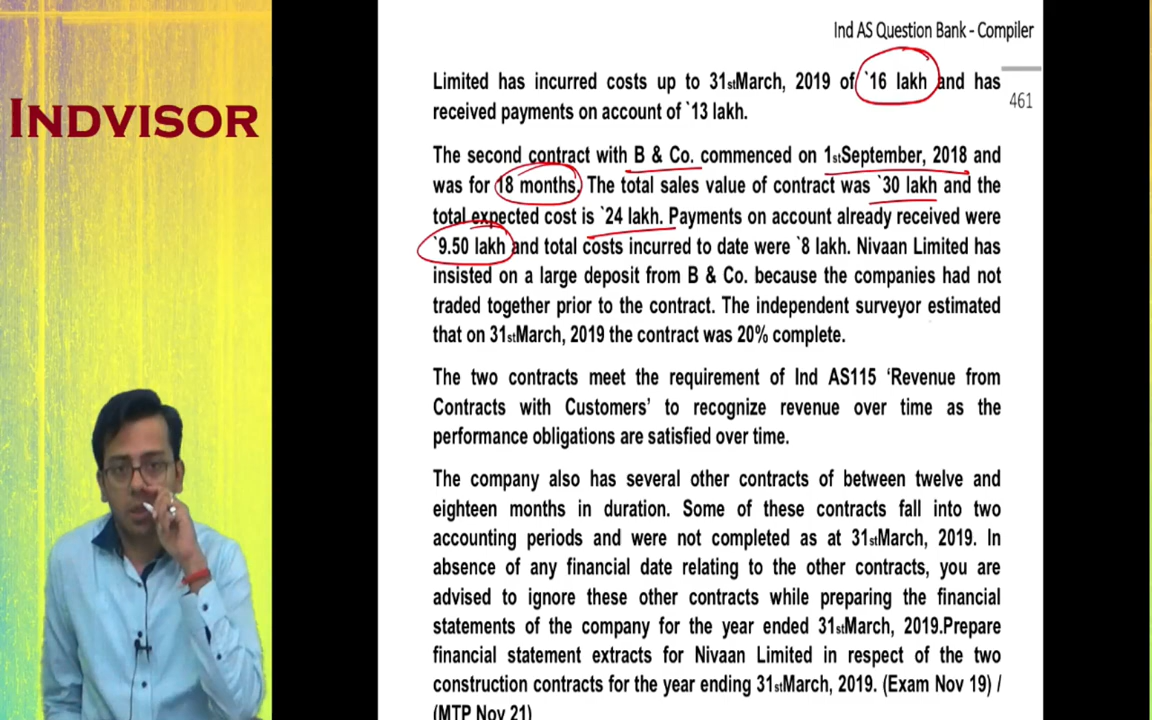 Ind AS Question Bank - Compiler
INDVISOR
461
Limited has incurred costs up to 31stMarch, 2019 of `16 lakh and has
received payments on account of `13 lakh.
The second contract with B & Co. commenced on 1stSeptember, 2018 and
was for 18 months. The total sales value of contract was `30 lakh and the
total expected cost is `24 lakh. Payments on account already received were
`9.50 lakh and total costs incurred to date were `8 lakh. Nivaan Limited has
insisted on a large deposit from B & Co. because the companies had not
traded together prior to the contract. The independent surveyor estimated
that on 31stMarch, 2019 the contract was 20% complete.
The two contracts meet the requirement of Ind AS115 ‘Revenue from
Contracts with Customers’ to recognize revenue over time as the
performance obligations are satisfied over time.
The company also has several other contracts of between twelve and
eighteen months in duration. Some of these contracts fall into two
accounting periods and were not completed as at 31stMarch, 2019. In
absence of any financial date relating to the other contracts, you are
advised to ignore these other contracts while preparing the financial
statements of the company for the year ended 31stMarch, 2019.Prepare
financial statement extracts for Nivaan Limited in respect of the two
construction contracts for the year ending 31stMarch, 2019. (Exam Nov 19) /
(MTP Nov 21)